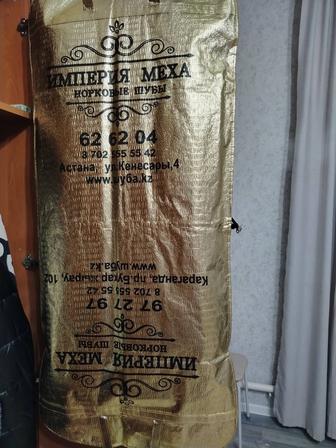 ИМПЕРИЯ МЕХА
НОРКОВЫЕ ШУБЫ
62 62 04
8 702 555 55 42
Астана, ул.Кенесары,4
www.шуба.kz
ИМПЕРИЯ МЕХА
НОРКОВЫЕ ШУБЫ
97 27 97
8 702 555 55 42
Караганда, пр.Бухар жырау, 102
www.шуба.kz